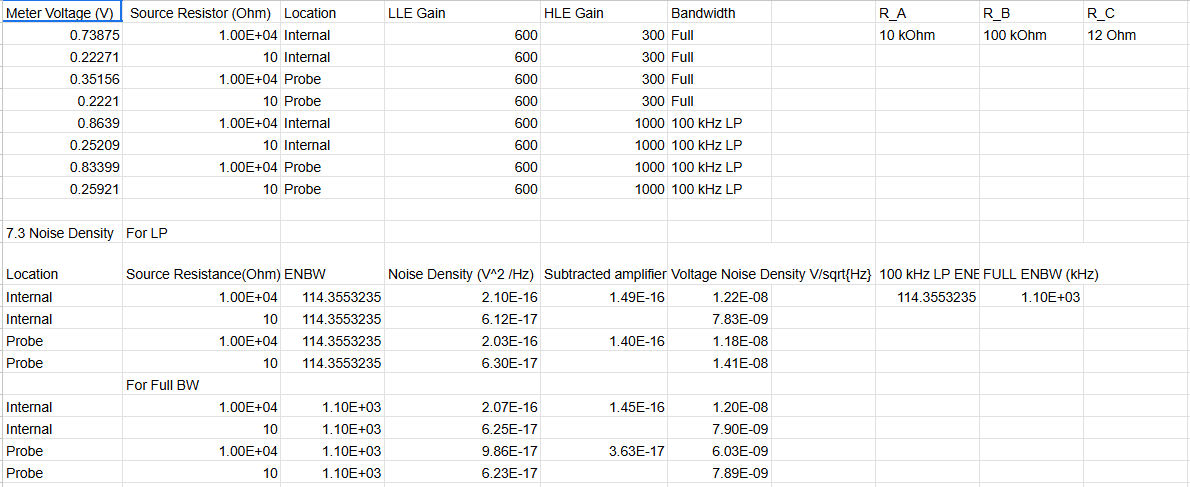 Meter Voltage (V) Source Resistor (Ohm) Location LLE Gain HLE Gain Bandwidth R_A R_B R_C
0.73875 1.00E+04 Internal 600 300 Full 10 kOhm 100 kOhm 12 Ohm
0.22271 10 Internal 600 300 Full
0.35156 1.00E+04 Probe 600 300 Full
0.2221 10 Probe 600 300 Full
0.8639 1.00E+04 Internal 600 1000 100 kHz LP
0.25209 10 Internal 600 1000 100 kHz LP
0.83399 1.00E+04 Probe 600 1000 100 kHz LP
0.25921 10 Probe 600 1000 100 kHz LP
7.3 Noise Density For LP
Location Source Resistance(Ohm) ENBW Noise Density (V^2 /Hz) Subtracted amplifier Voltage Noise Density V/sqrt{Hz} 100 kHz LP ENE FULL ENBW (kHz)
Internal 1.00E+04 114.3553235 2.10E-16 1.49E-16 1.22E-08 114.3553235 1.10E+03
Internal 10 114.3553235 6.12E-17 7.83E-09
Probe 1.00E+04 114.3553235 2.03E-16 1.40E-16 1.18E-08
Probe 10 114.3553235 6.30E-17 1.41E-08
For Full BW
Internal 1.00E+04 1.10E+03 2.07E-16 1.45E-16 1.20E-08
Internal 10 1.10E+03 6.25E-17 7.90E-09
Probe 1.00E+04 1.10E+03 9.86E-17 3.63E-17 6.03E-09
Probe 10 1.10E+03 6.23E-17 7.89E-09